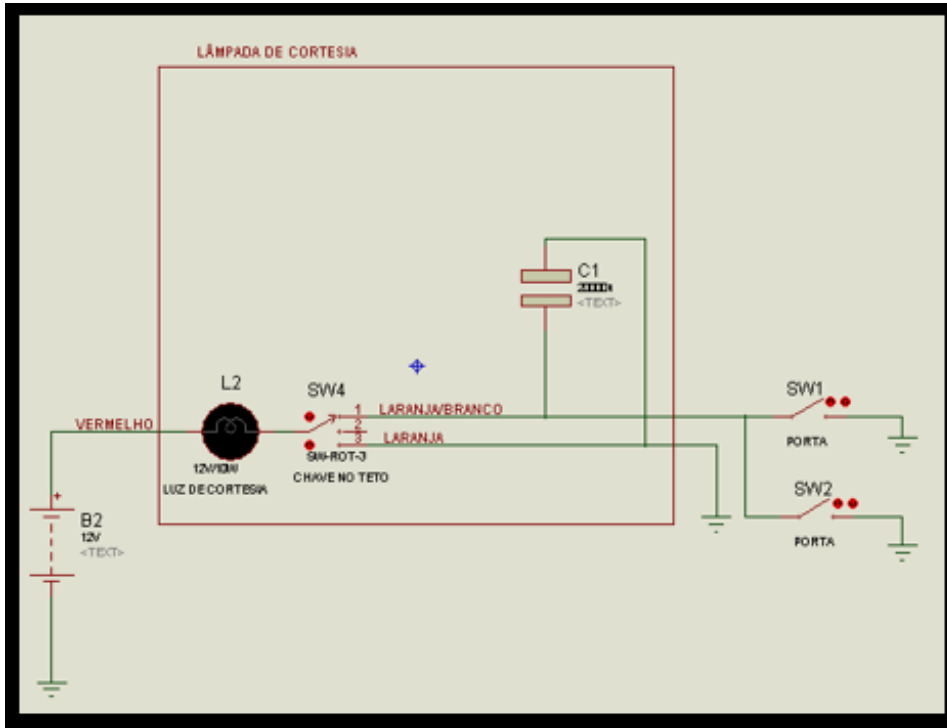 LÂMPADA DE CORTESIA
C1
<TEXT>
L2
SW4
1
LARANJA/BRANCO
2
3
LARANJA
VERMELHO
12V/10W
SW-ROT-3
LUZ DE CORTESIA
CHAVE NO TETO
SW1
PORTA
SW2
PORTA
+
B2
12V
<TEXT>